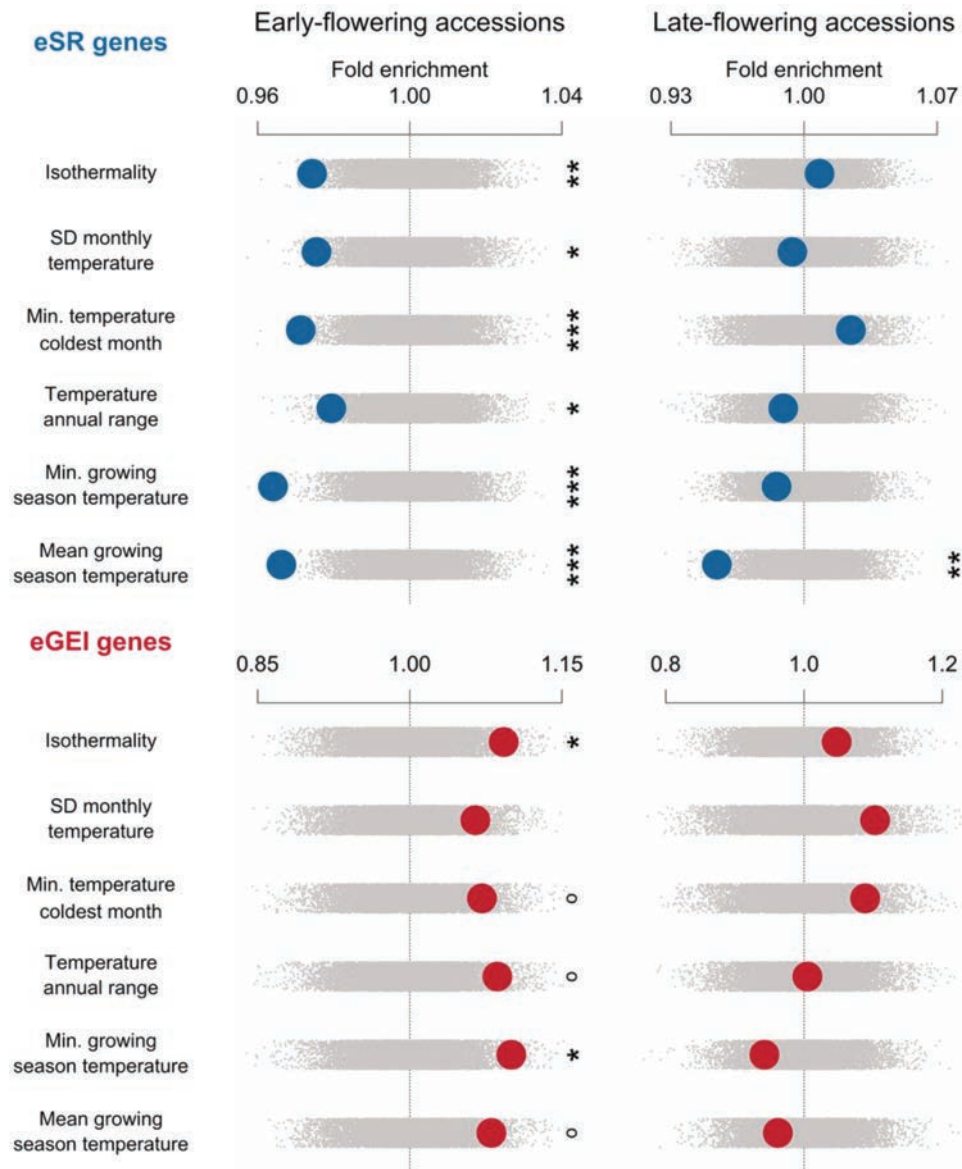 Early-flowering accessions Late-flowering accessions
eSR genes
Fold enrichment Fold enrichment
0.96 1.00 1.04 0.93 1.00 1.07
Isothermality **
SD monthly
temperature *
Min. temperature
coldest month ***
Temperature
annual range *
Min. growing
season temperature ***
Mean growing
season temperature *** **
eGEI genes
0.85 1.00 1.15 0.8 1.0 1.2
Isothermality *
SD monthly
temperature
Min. temperature
coldest month o
Temperature
annual range o
Min. growing
season temperature *
Mean growing
season temperature o